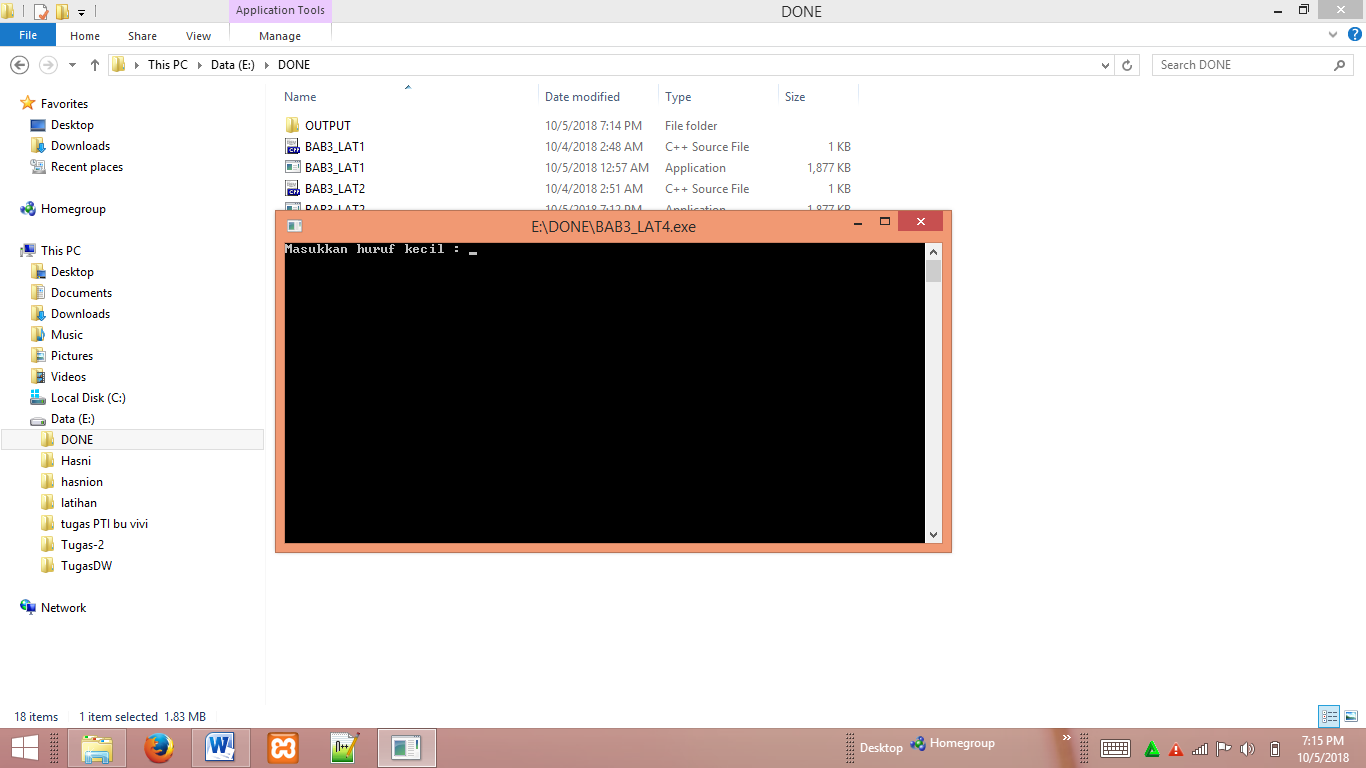 Application Tools
DONE
File Home Share View Manage
This PC Data (E:) DONE
Search DONE
Name Date modified Type Size
OUTPUT 10/5/2018 7:14 PM File folder
BAB3_LAT1 10/4/2018 2:48 AM C++ Source File 1 KB
BAB3_LAT1 10/5/2018 12:57 AM Application 1,877 KB
BAB3_LAT2 10/4/2018 2:51 AM C++ Source File 1 KB
BAB3_LAT2 10/5/2018 7:12 PM Application 1,877 KB
E:\DONE\BAB3_LAT4.exe
Masukkan huruf kecil : _
Favorites
Desktop
Downloads
Recent places
Homegroup
This PC
Desktop
Documents
Downloads
Music
Pictures
Videos
Local Disk (C:)
Data (E:)
DONE
Hasni
hasnion
latihan
tugas PTI bu vivi
Tugas-2
TugasDW
Network
18 items 1 item selected 1.83 MB
Desktop
Homegroup
7:15 PM
10/5/2018